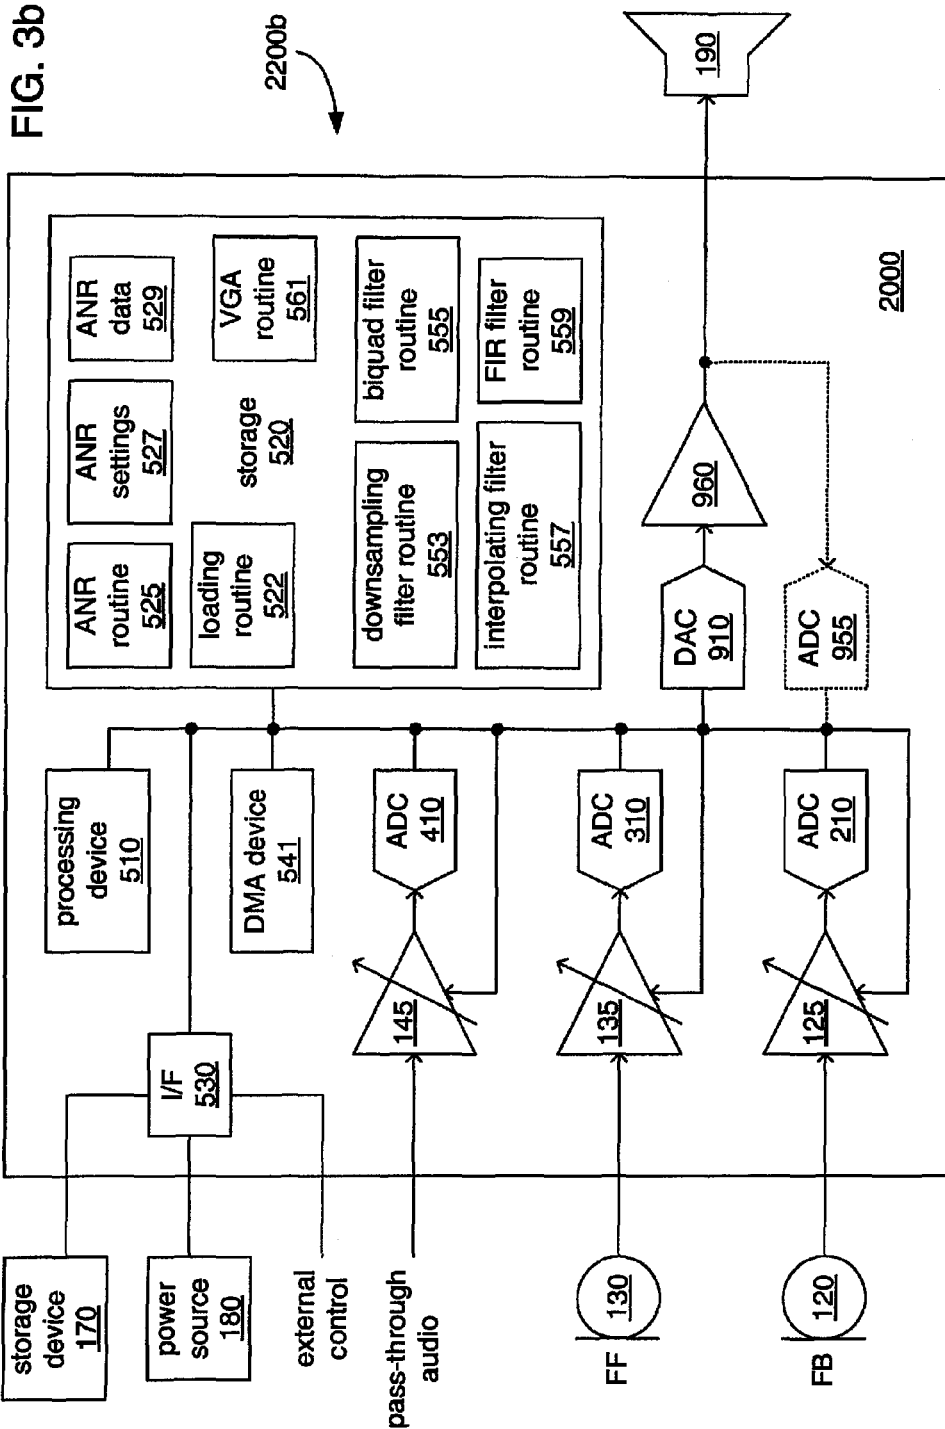 FIG. 3b
2200b
storage
device
170
power
source
180
external
control
pass-through
audio
FF
130
FB
120
I/F
530
processing
device
510
DMA device
541
145
135
125
ADC
410
ADC
310
ADC
210
ANR
routine
525
ANR
settings
527
ANR
data
529
loading
routine
522
storage
520
VGA
routine
561
downsampling
filter routine
553
biquad filter
routine
555
interpolating filter
routine
557
FIR filter
routine
559
DAC
910
ADC
955
960
190
2000